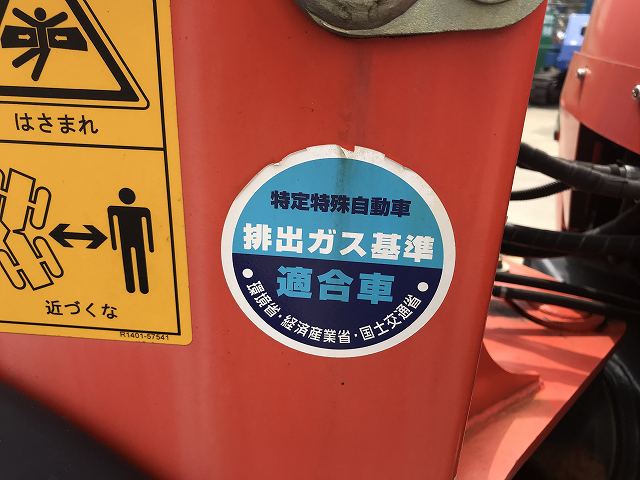 はさまれ
近づくな
R1401-57541
特定特殊自動車
排出ガス基準
適合車
・環境省・経済産業省・国土交通省・